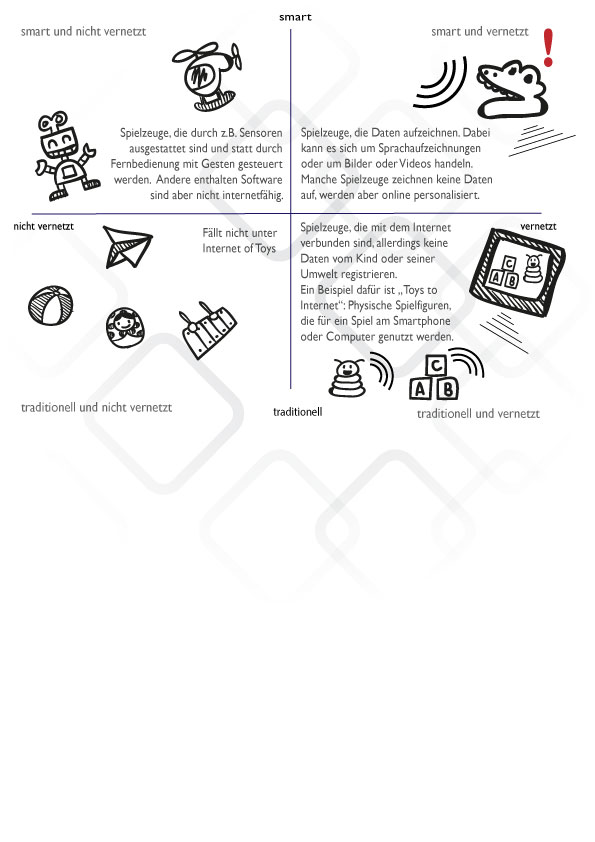 smart
smart und nicht vernetzt
smart und vernetzt
Spielzeuge, die durch z.B. Sensoren
ausgestattet sind und statt durch
Fernbedienung mit Gesten gesteuert
werden. Andere enthalten Software
sind aber nicht internetfähig.
Spielzeuge, die Daten aufzeichnen. Dabei
kann es sich um Sprachaufzeichnungen
oder um Bilder oder Videos handeln.
Manche Spielzeuge zeichnen keine Daten
auf, werden aber online personalisiert.
nicht vernetzt
vernetzt
Fällt nicht unter
Internet of Toys
Spielzeuge, die mit dem Internet
verbunden sind, allerdings keine
Daten vom Kind oder seiner
Umwelt registrieren.
Ein Beispiel dafür ist „Toys to
Internet“: Physische Spielfiguren,
die für ein Spiel am Smartphone
oder Computer genutzt werden.
C
A B
C
A B
traditionell und nicht vernetzt
traditionell
traditionell und vernetzt